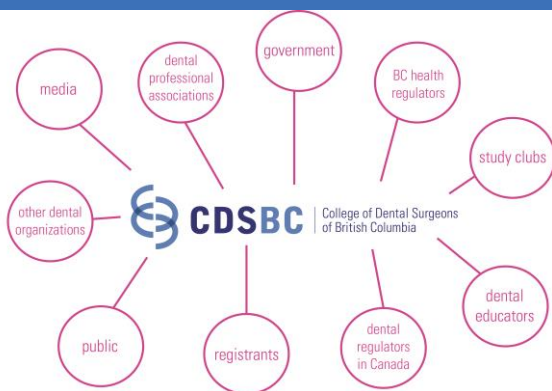 government
dental
professional
associations
BC health
regulators
media
study clubs
other dental
organizations
CDSBC
College of Dental Surgeons
of British Columbia
dental
educators
public
registrants
dental
regulators
in Canada